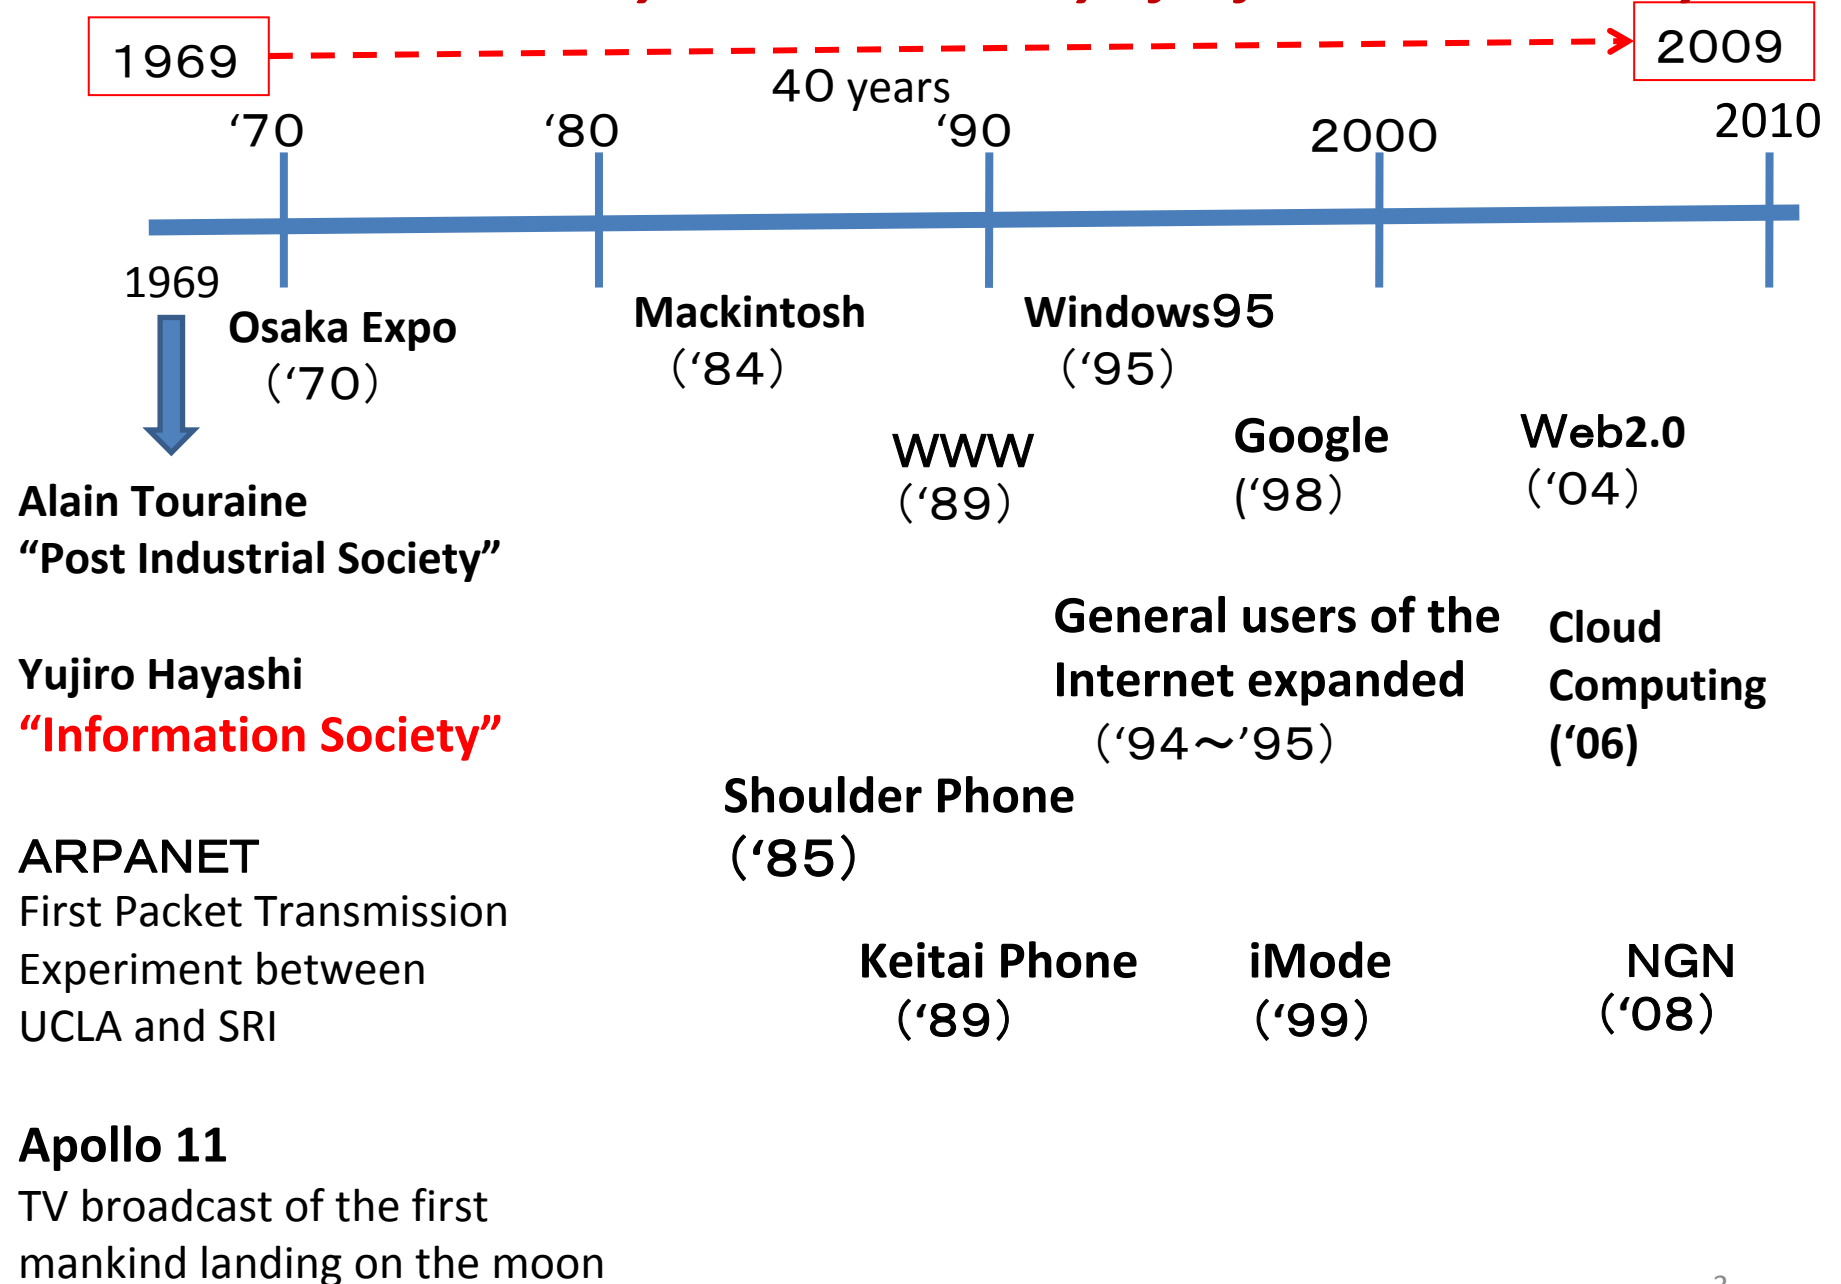 1969
2009
40 years
‘70
‘80
‘90
2000
2010
1969
Osaka Expo
（‘70）
Mackintosh
（‘84）
Windows95
（‘95）
WWW
（‘89）
Google
(‘98）
Web2.0
（‘04）
Alain Touraine
“Post Industrial Society”
Yujiro Hayashi
“Information Society”
General users of the
Internet expanded
（‘94～’95）
Cloud
Computing
(‘06)
Shoulder Phone
（‘85）
ARPANET
First Packet Transmission
Experiment between
UCLA and SRI
Keitai Phone
（‘89）
iMode
（‘99）
NGN
（‘08）
Apollo 11
TV broadcast of the first
mankind landing on the moon